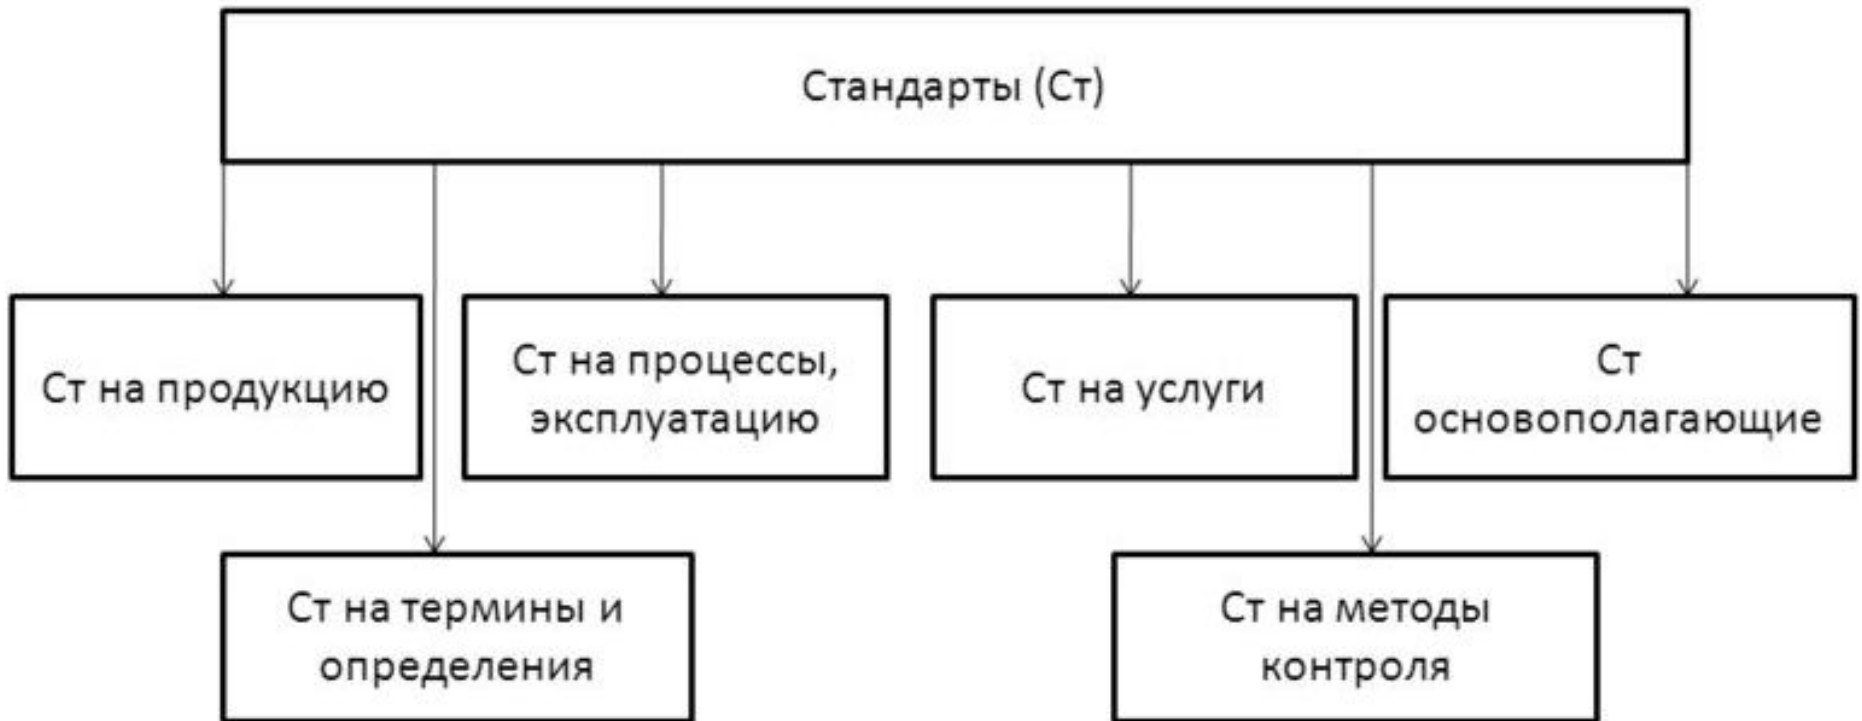 Стандарты (Ст)
Ст на продукцию
Ст на процессы,
эксплуатацию
Ст на услуги
Ст
основополагающие
Ст на термины и
определения
Ст на методы
контроля